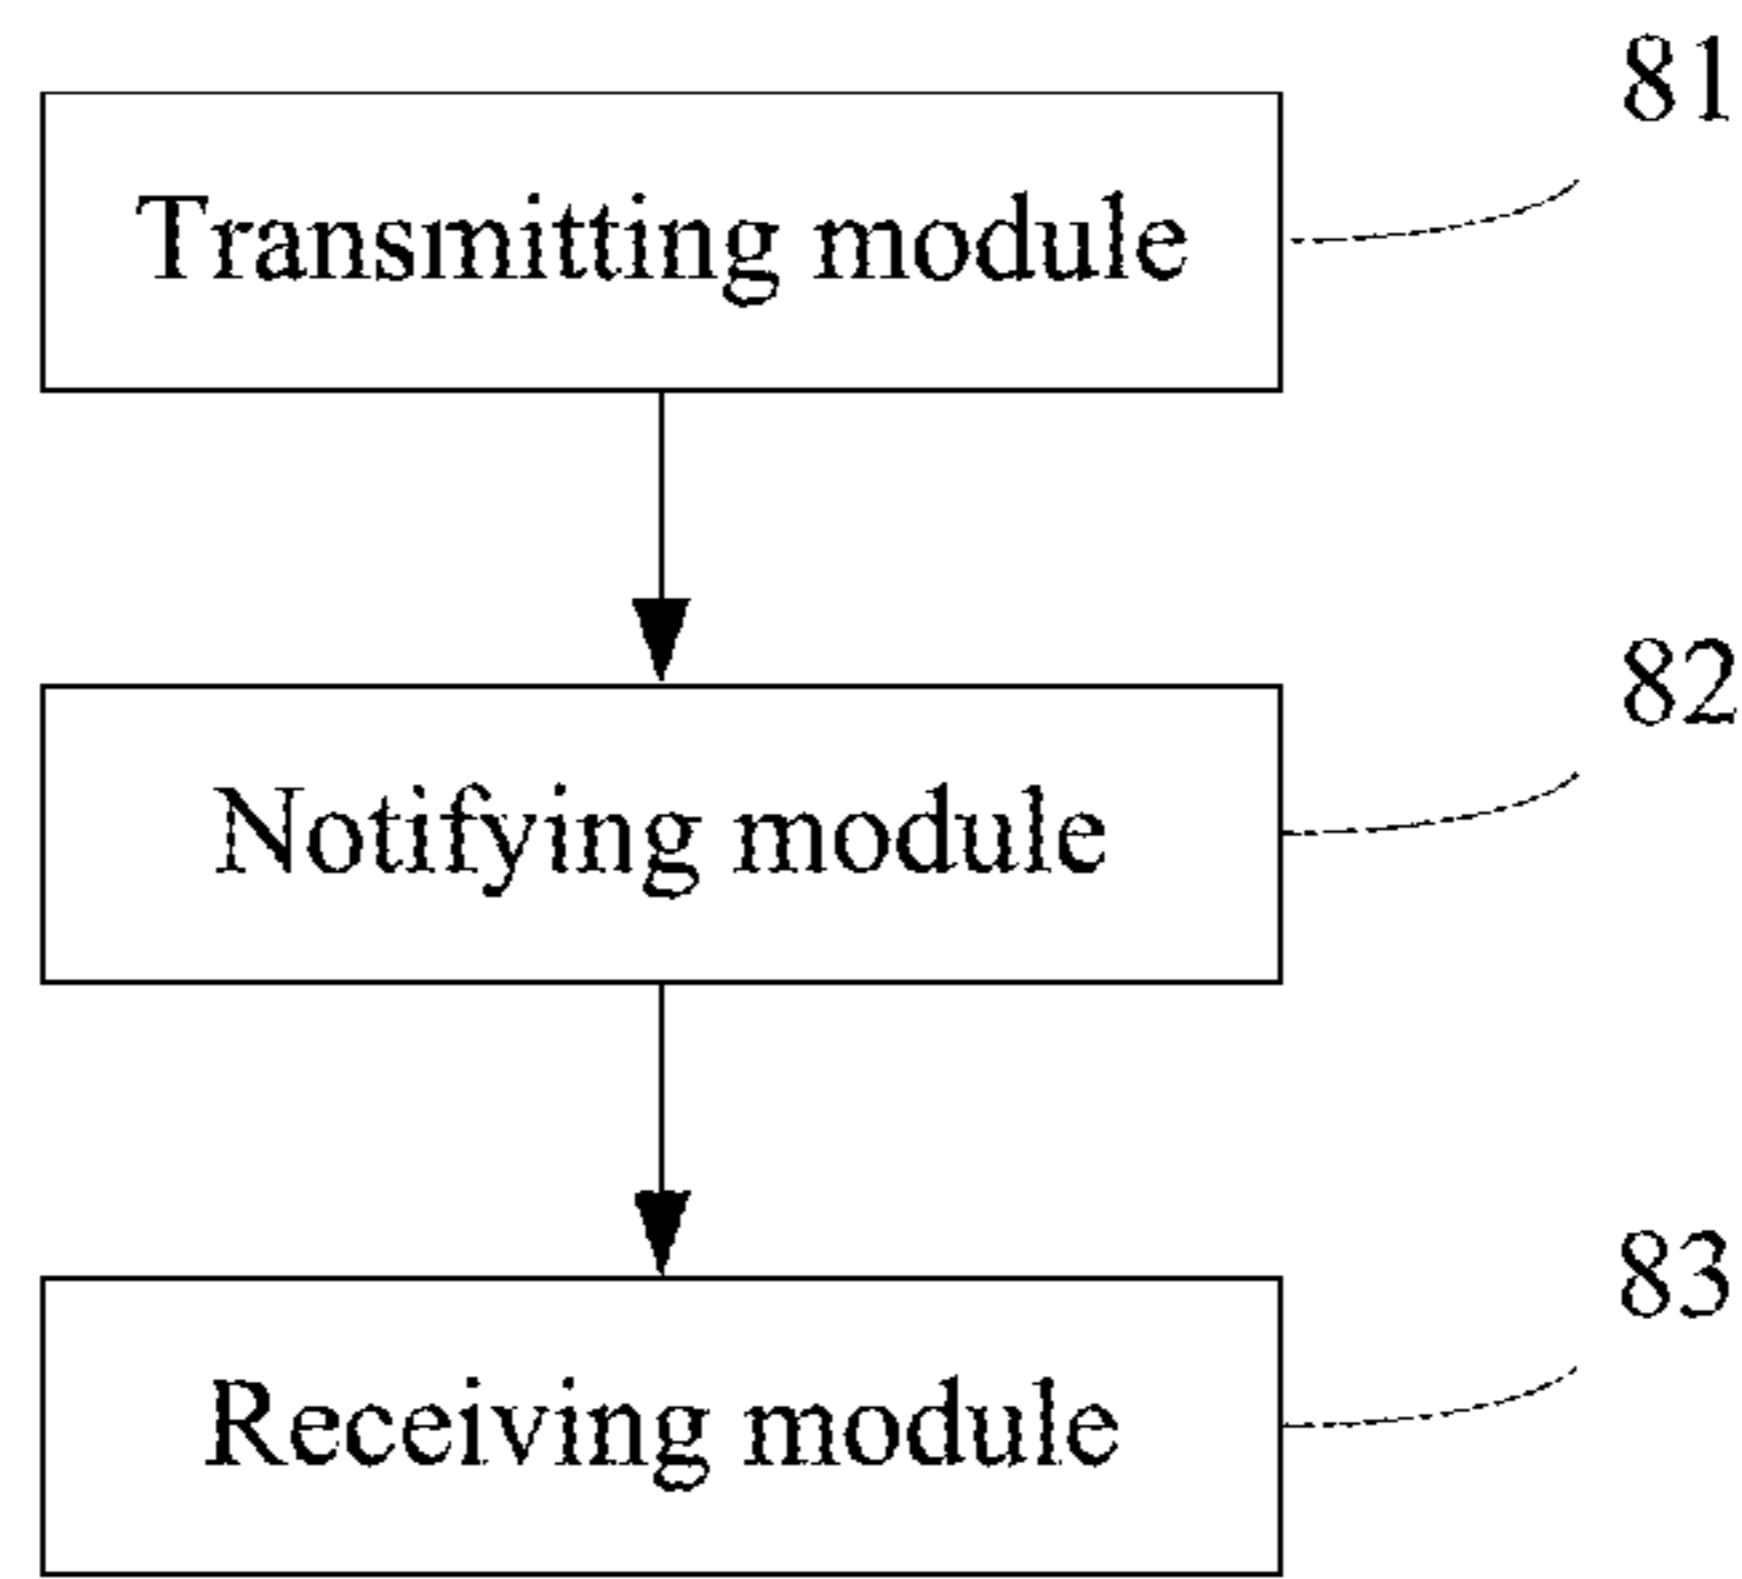 81
Transmitting module
82
Notifying module
83
Receiving module